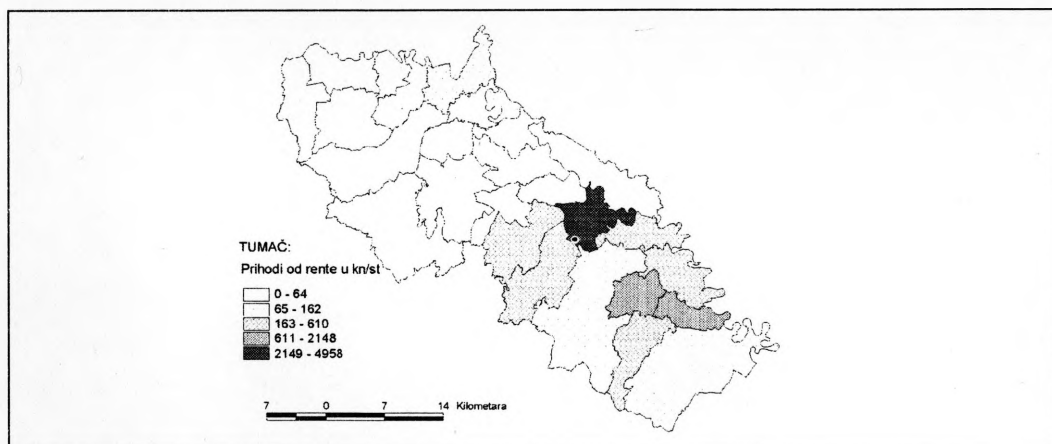 TUMAČ:
Prihodi od rente u kn/st
0 - 64
65 - 162
163 - 610
611 - 2148
2149 - 4958
7 0 7 14 Kilometara